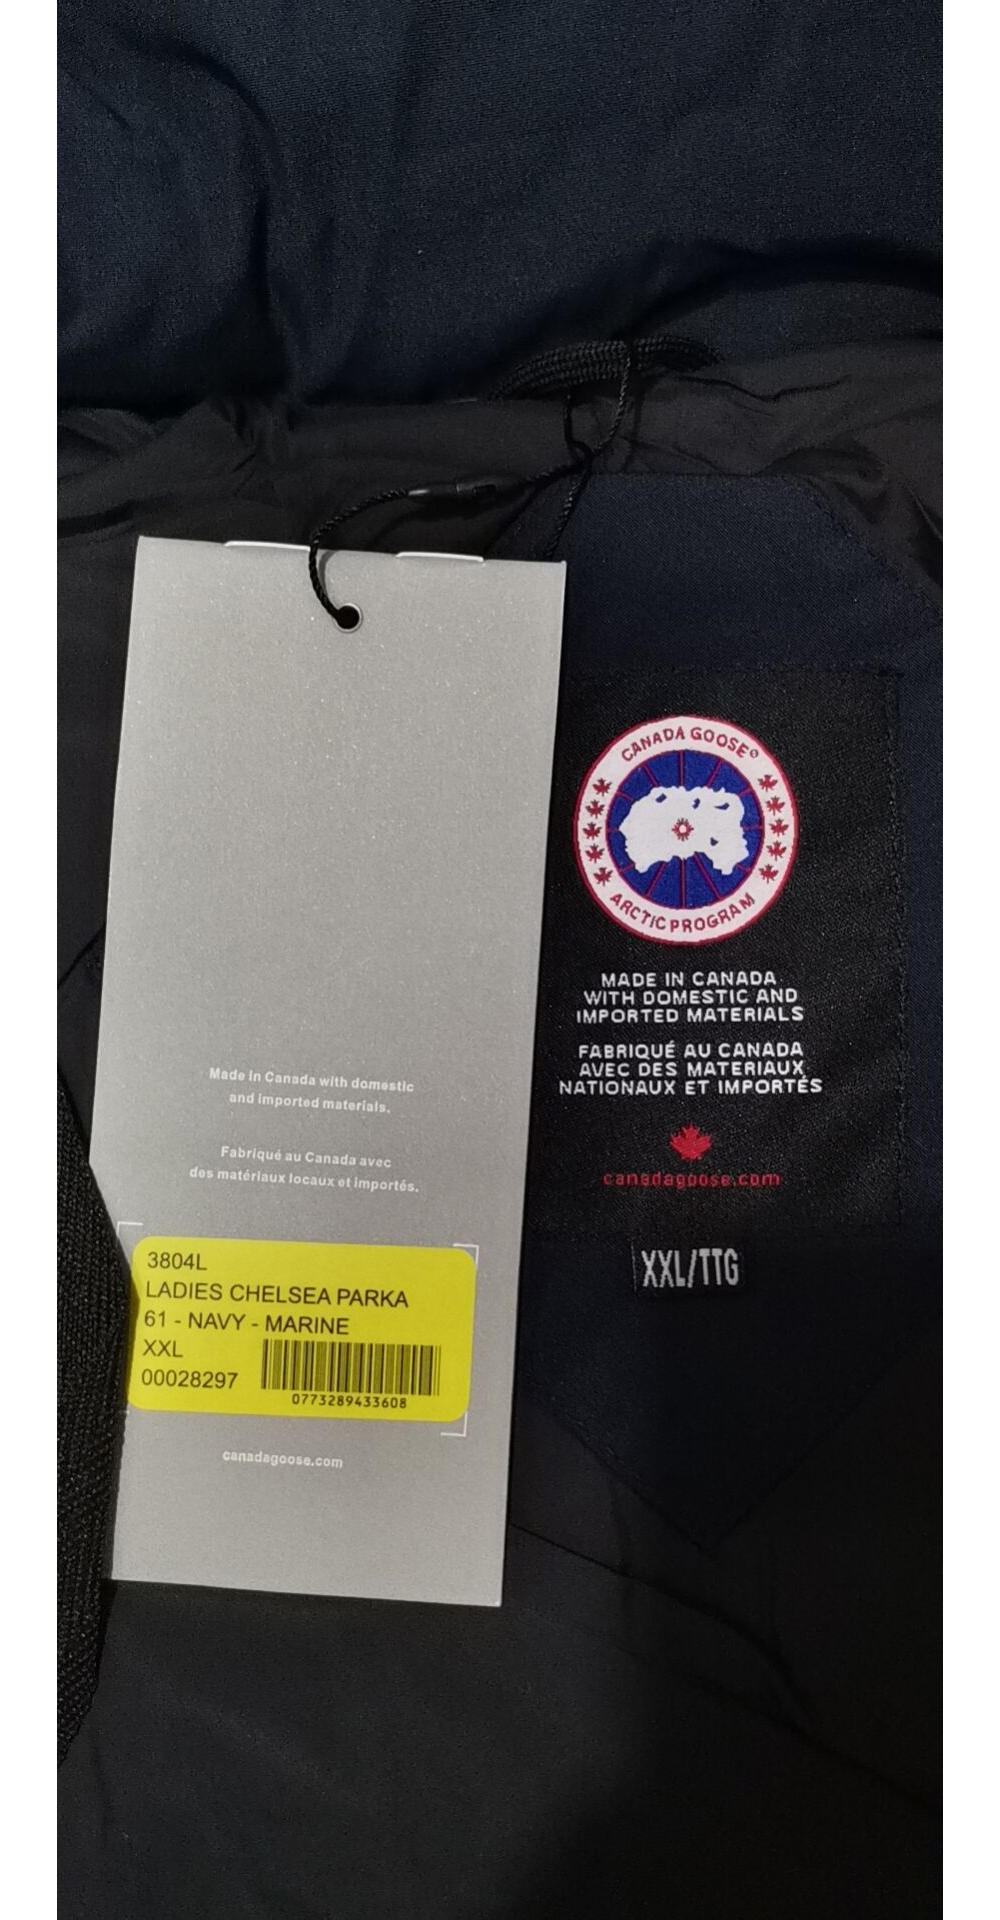 Made in Canada with domestic
and imported materials.
Fabriqué au Canada avec
des matériaux locaux et importés.
3804L
LADIES CHELSEA PARKA
61 - NAVY - MARINE
XXL
00028297
0773289433608
canadagoose.com
CANADA GOOSE®
ARCTIC PROGRAM
MADE IN CANADA
WITH DOMESTIC AND
IMPORTED MATERIALS
FABRIQUÉ AU CANADA
AVEC DES MATERIAUX
NATIONAUX ET IMPORTÉS
canadagoose.com
XXL/TTG